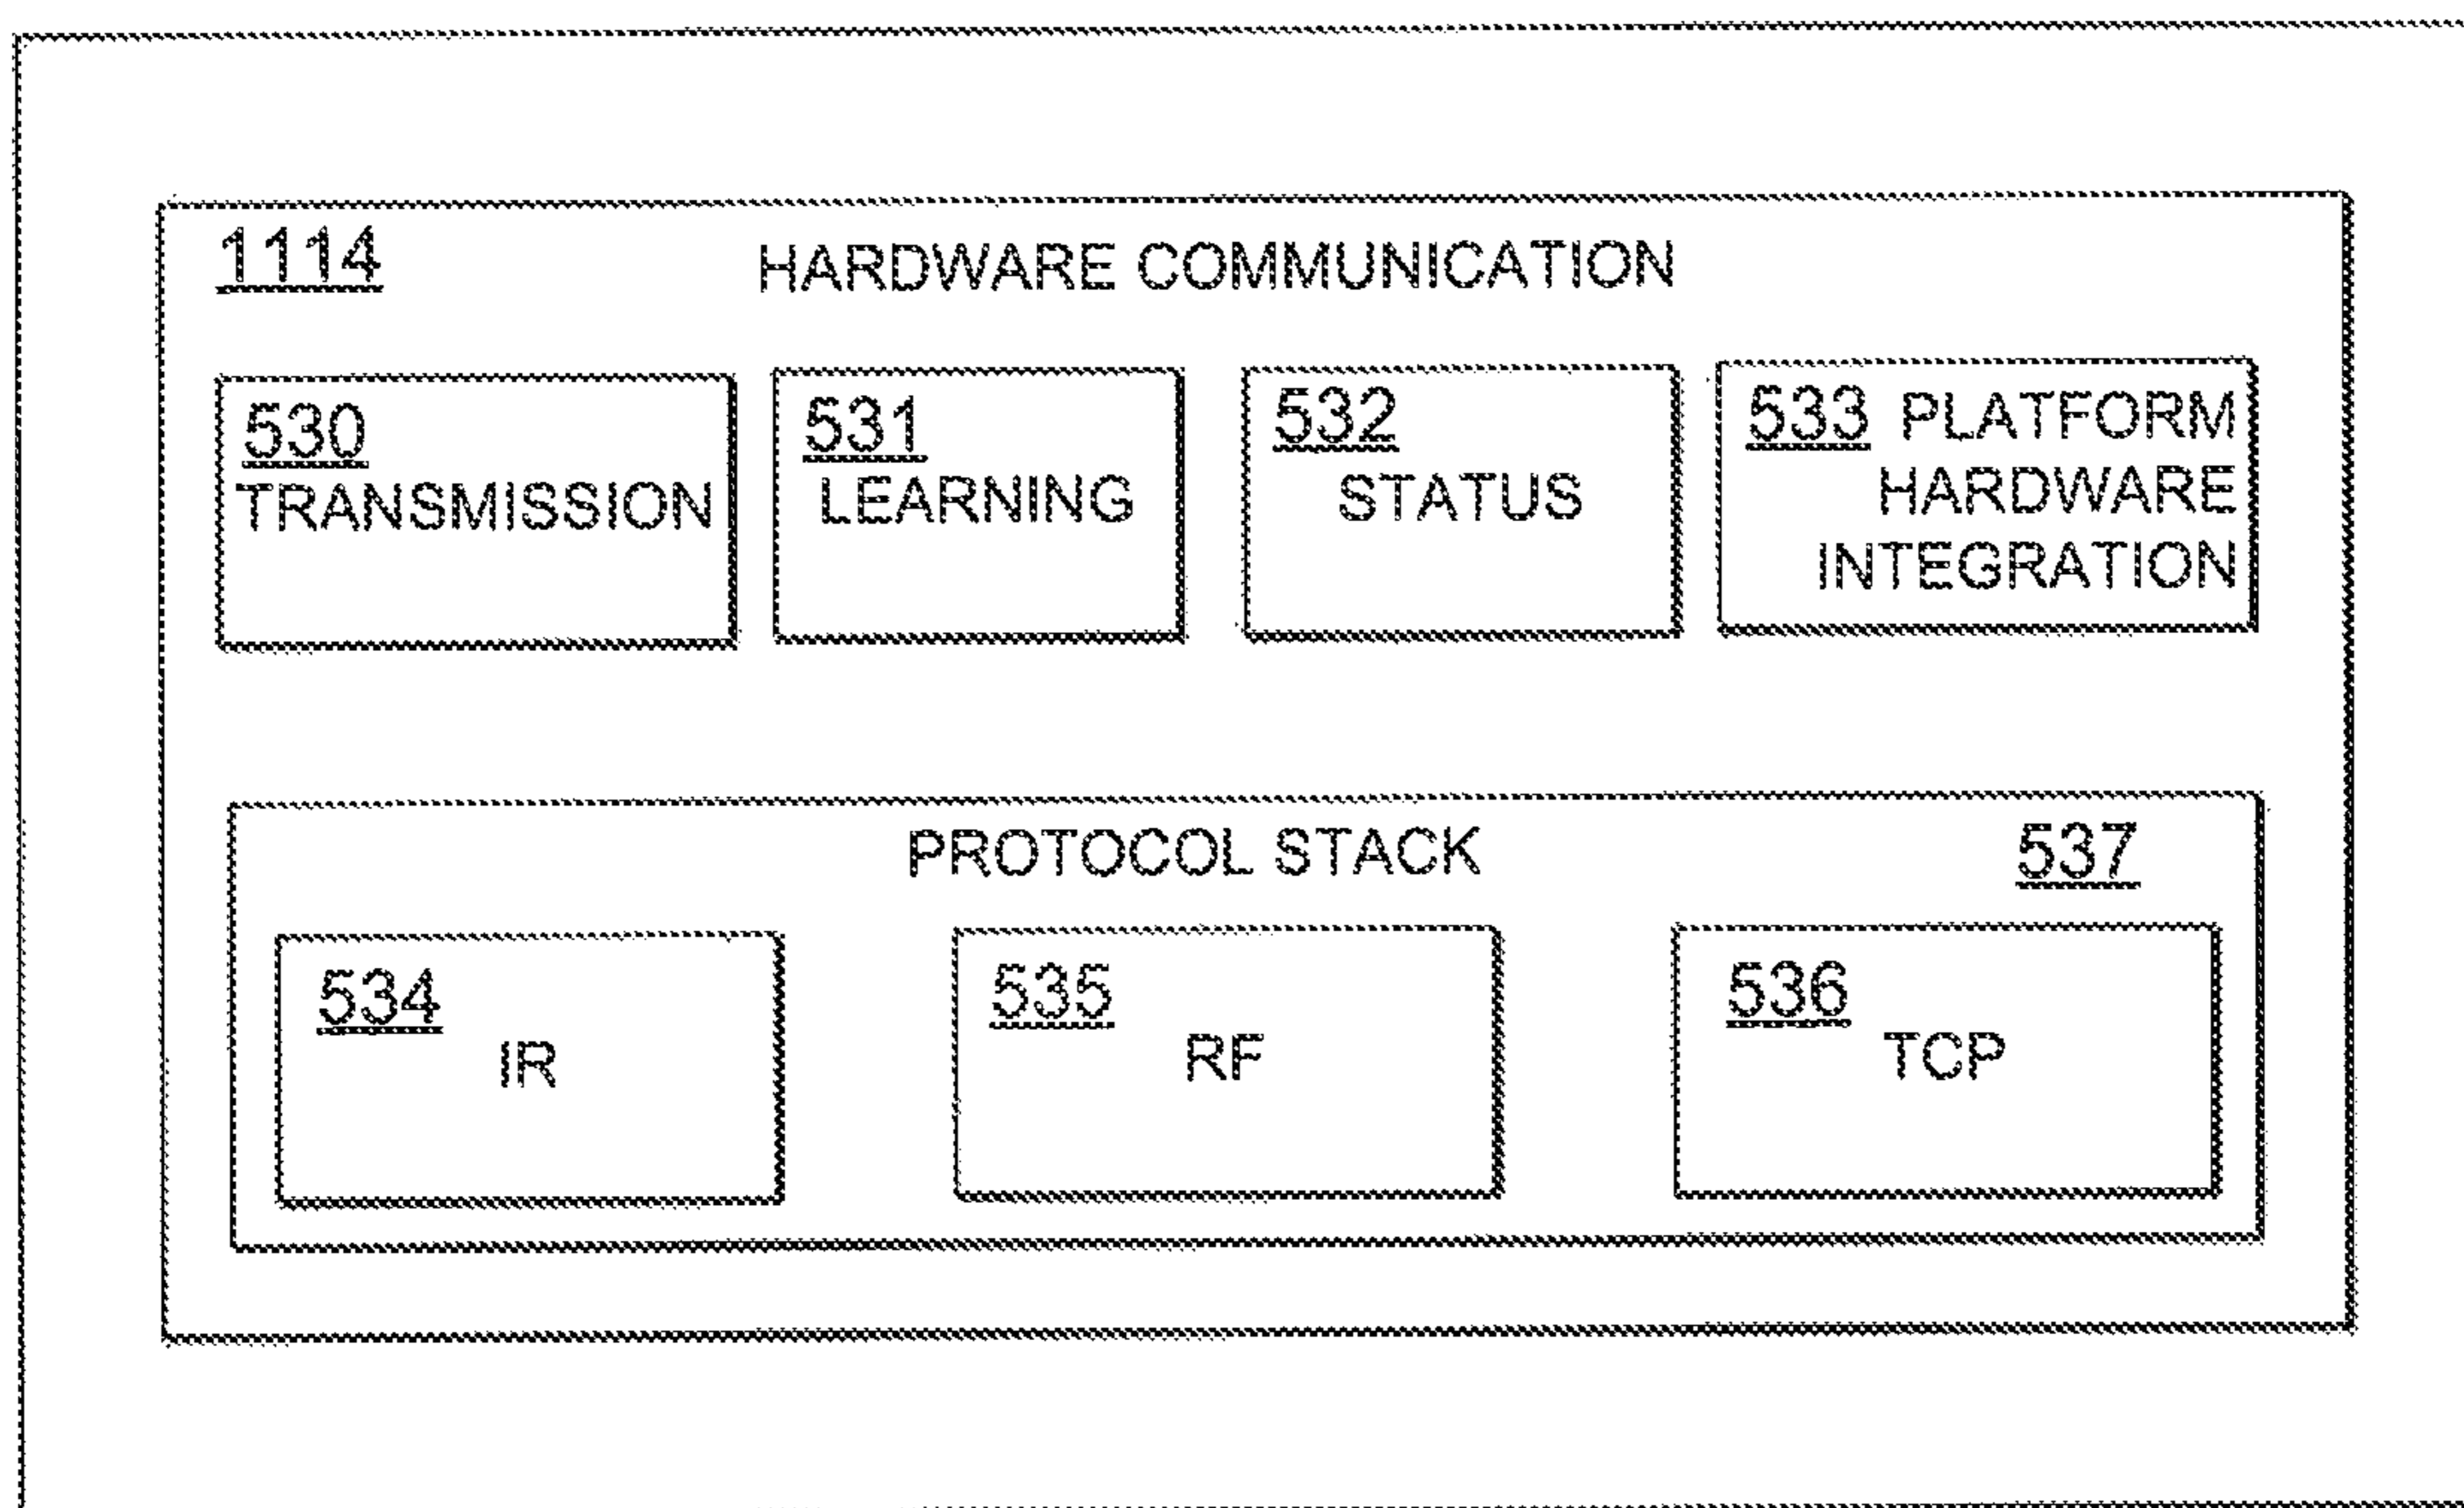 1114 HARDWARE COMMUNICATION
530
TRANSMISSION
531
LEARNING
532
STATUS
533 PLATFORM
HARDWARE
INTEGRATION
PROTOCOL STACK 537
534
IR
535
RF
536
TCP